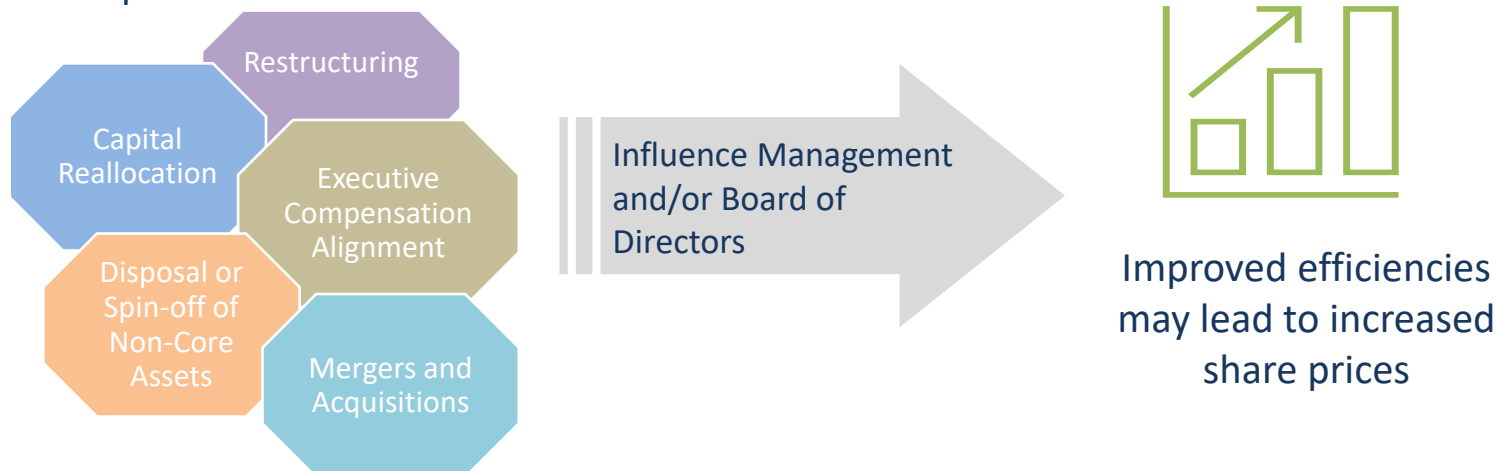 Restructuring
Capital
Reallocation
Executive
Compensation
Alignment
Disposal or
Spin-off of
Non-Core
Assets
Mergers and
Acquisitions
Influence Management
and/or Board of
Directors
Improved efficiencies
may lead to increased
share prices